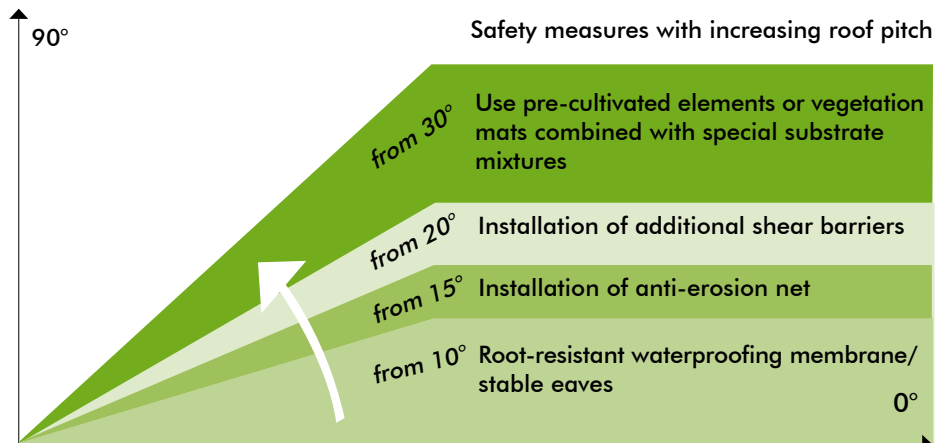 90°
Safety measures with increasing roof pitch
from 30°
Use pre-cultivated elements or vegetation
mats combined with special substrate
mixtures
from 20°
Installation of additional shear barriers
from 15°
Installation of anti-erosion net
from 10°
Root-resistant waterproofing membrane/
stable eaves
0°